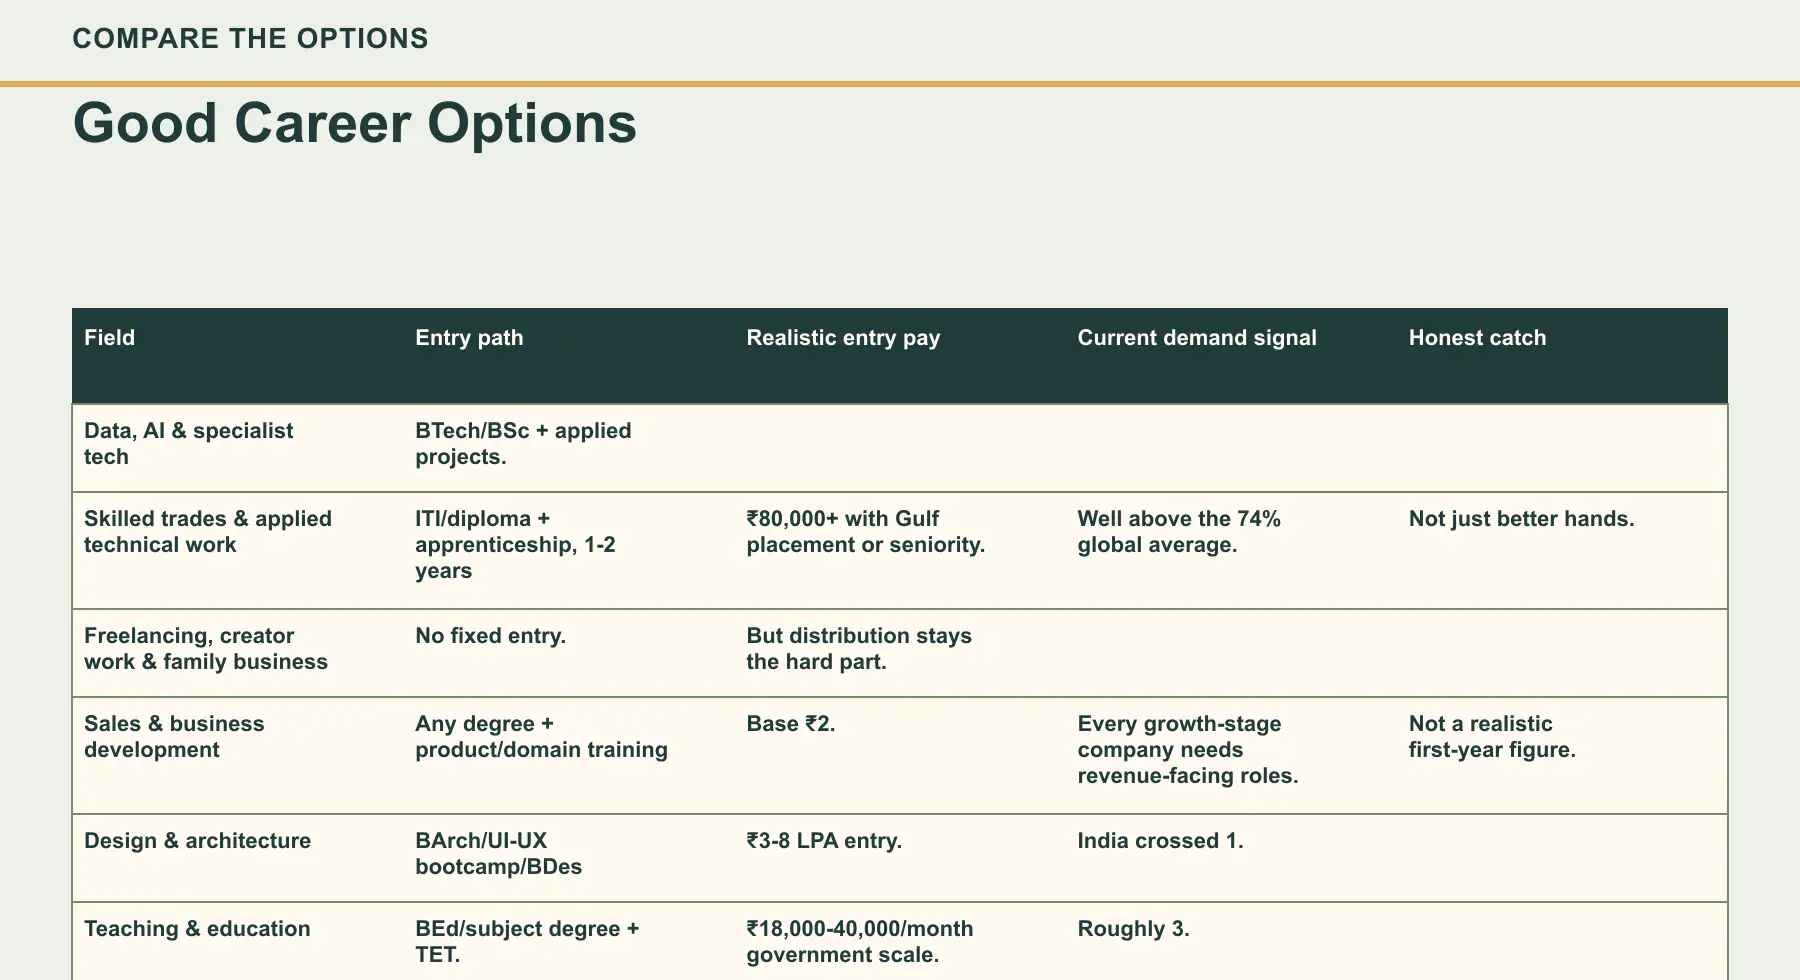 COMPARE THE OPTIONS
Good Career Options
Field
Entry path
Realistic entry pay
Current demand signal
Honest catch
Data, AI & specialist
tech
BTech/BSc + applied
projects.
Skilled trades & applied
technical work
ITI/diploma +
apprenticeship, 1-2
years
₹80,000+ with Gulf
placement or seniority.
Well above the 74%
global average.
Not just better hands.
Freelancing, creator
work & family business
No fixed entry.
But distribution stays
the hard part.
Sales & business
development
Any degree +
product/domain training
Base ₹2.
Every growth-stage
company needs
revenue-facing roles.
Not a realistic
first-year figure.
Design & architecture
BArch/UI-UX
bootcamp/BDes
₹3-8 LPA entry.
India crossed 1.
Teaching & education
BEd/subject degree +
TET.
₹18,000-40,000/month
government scale.
Roughly 3.